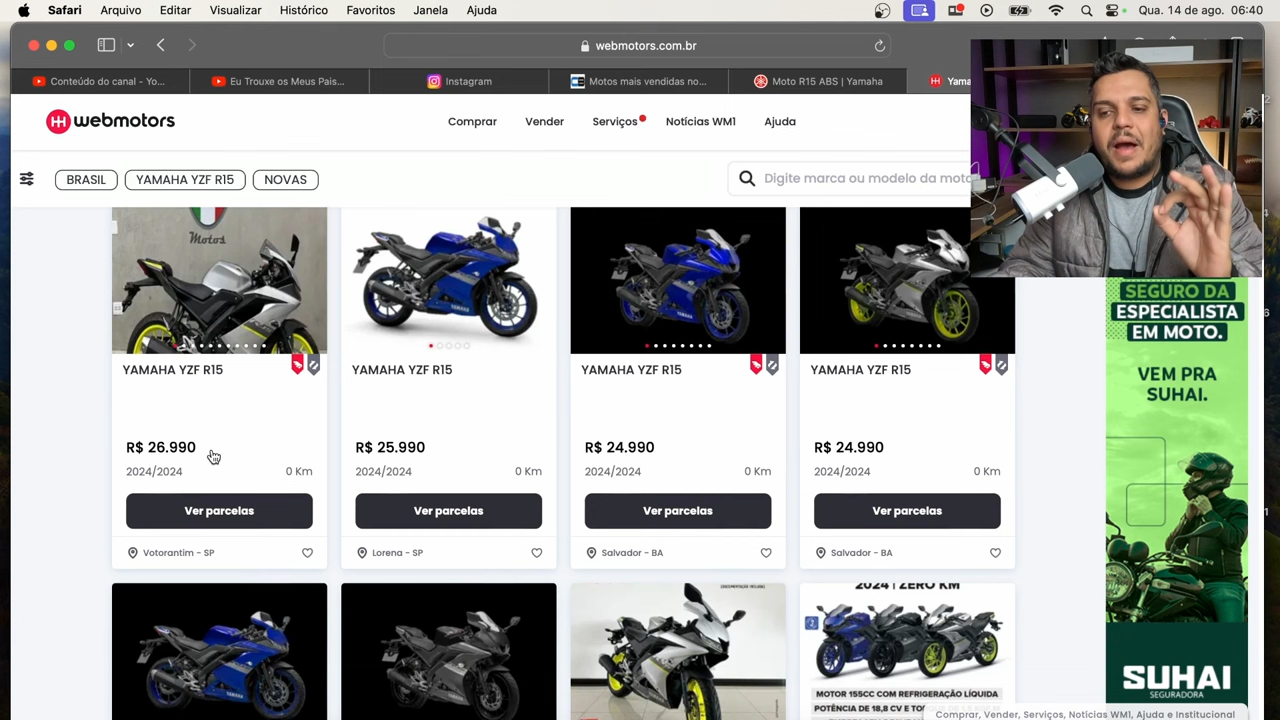 Safari Arquivo Editar Visualizar Histórico Favoritos Janela Ajuda
Qua. 14 de ago. 06:40
webmotors.com.br
Conteúdo do canal - Yo...
Eu Trouxe os Meus Pais...
Instagram
Motos mais vendidas no...
Moto R15 ABS | Yamaha
Yama
webmotors
Comprar Vender Serviços Notícias WM1 Ajuda
BRASIL YAMAHA YZF R15 NOVAS
Digite marca ou modelo da moto
Motos
YAMAHA YZF R15
R$ 26.990
2024/2024 0 Km
Ver parcelas
Votorantim - SP
YAMAHA YZF R15
R$ 25.990
2024/2024 0 Km
Ver parcelas
Lorena - SP
YAMAHA YZF R15
R$ 24.990
2024/2024 0 Km
Ver parcelas
Salvador - BA
YAMAHA YZF R15
R$ 24.990
2024/2024 0 Km
Ver parcelas
Salvador - BA
2024 | ZERO KM
MOTOR 155CC COM REFRIGERAÇÃO LÍQUIDA
SEGURO DA
ESPECIALISTA
EM MOTO.
VEM PRA
SUHAI.
SUHAI
SEGURADORA
Comprar, Vender, Serviços, Notícias WM1, Ajuda e Institucional